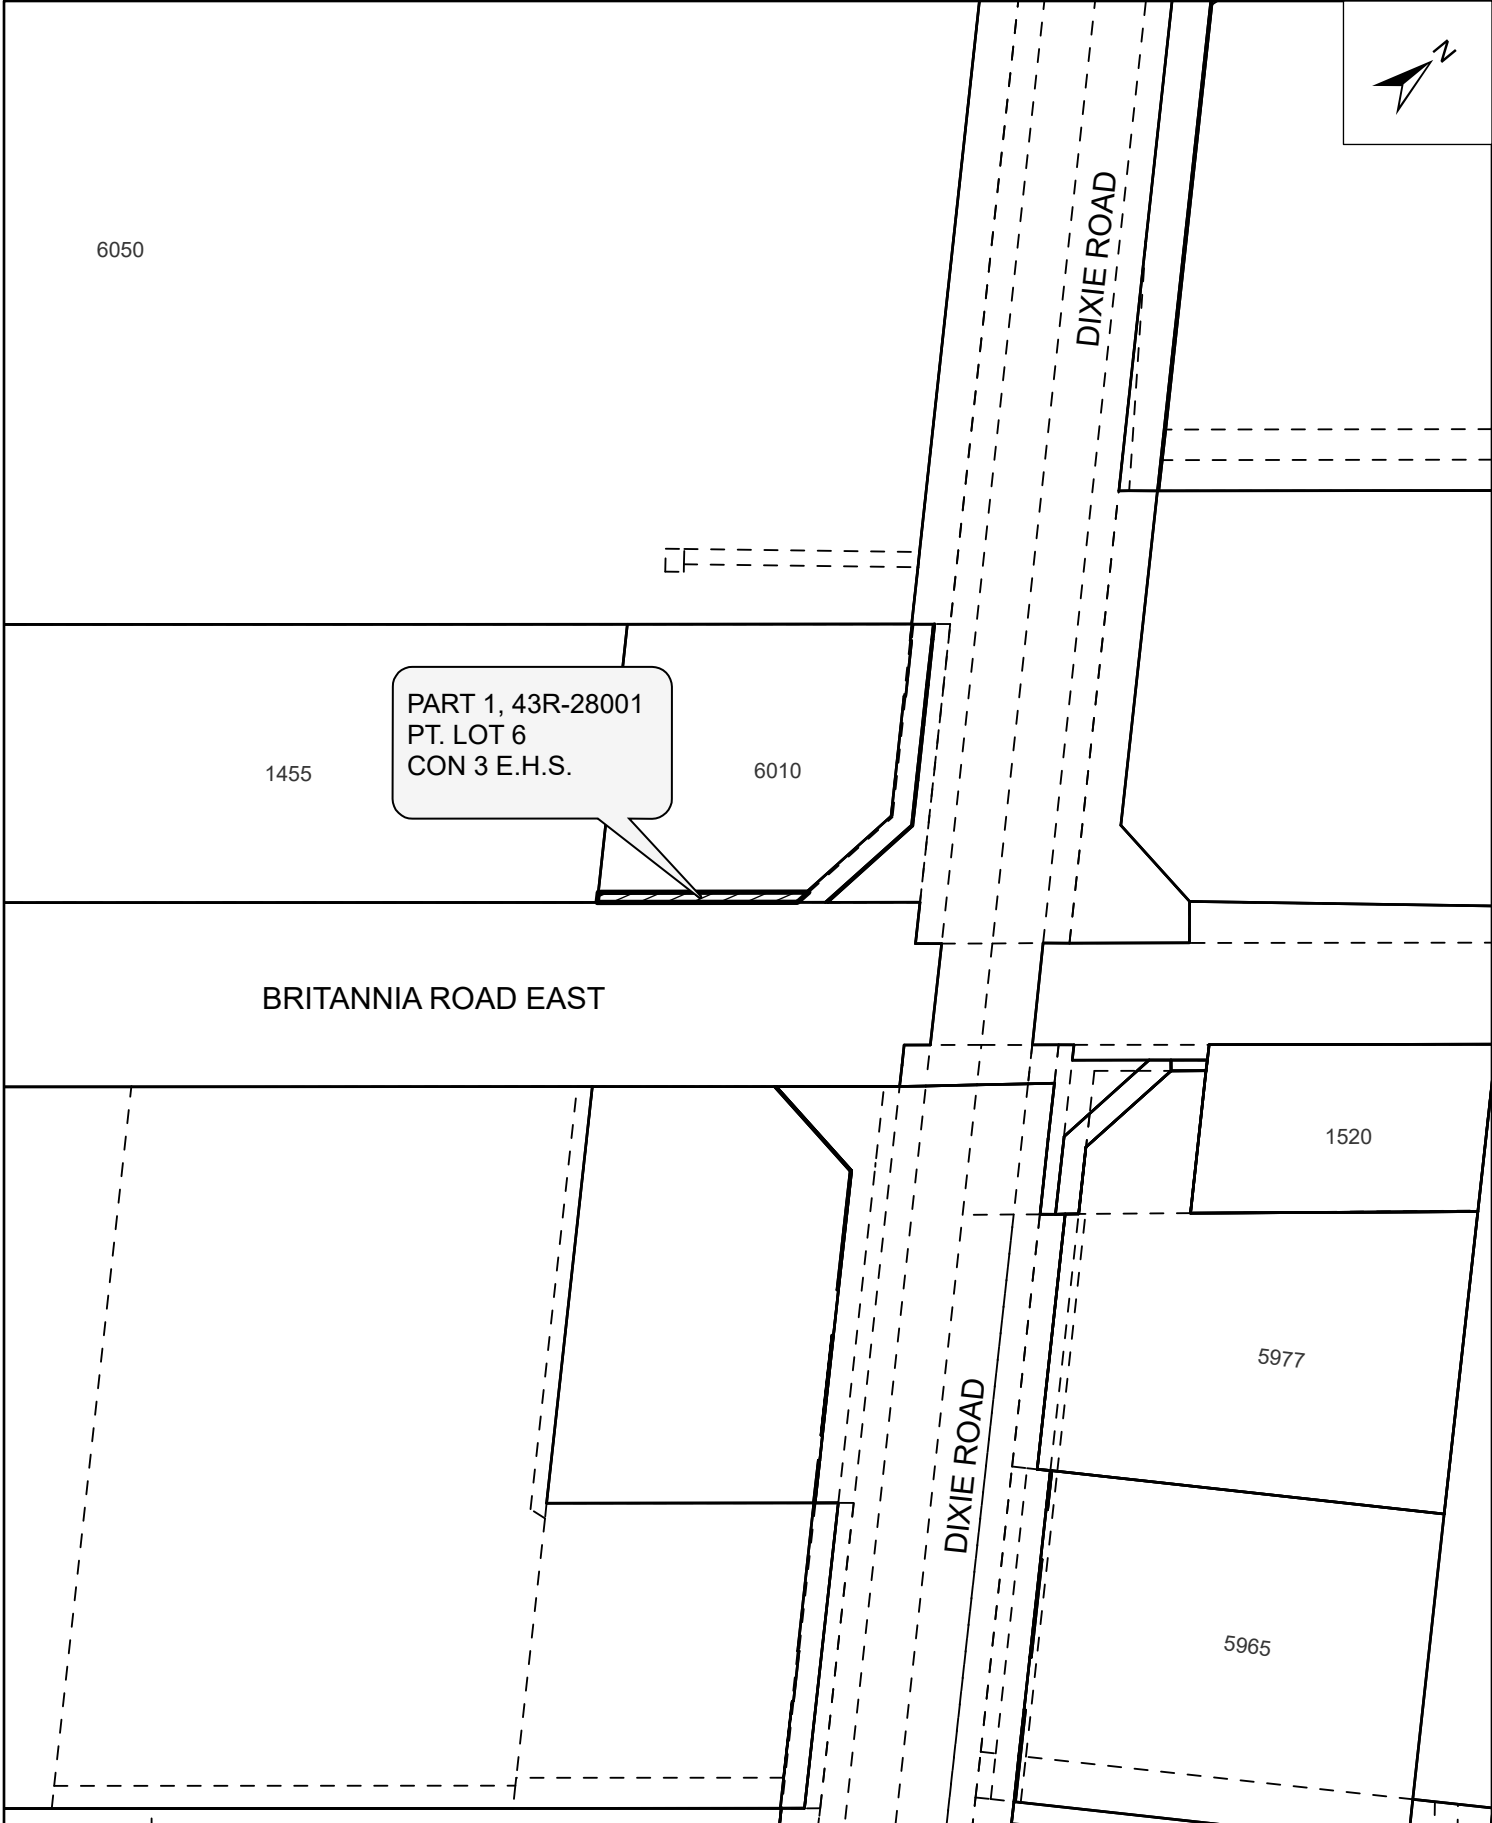 N
DIXIE ROAD
6050
PART 1, 43R-28001
PT. LOT 6
CON 3 E.H.S.
1455
6010
BRITANNIA ROAD EAST
1520
5977
DIXIE ROAD
5965